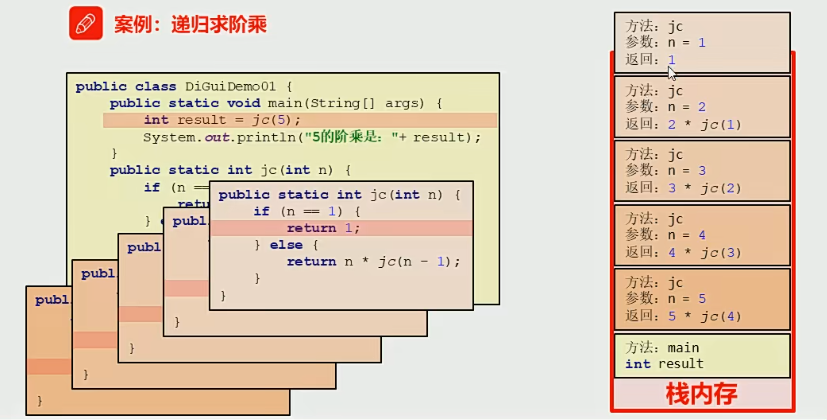 案例：递归求阶乘
public class DiGuiDemo01 {
public static void main(String[] args) {
int result = jc(5);
System.out.println("5的阶乘是："+ result);
}
public static int jc(int n) {
if (n ==
retu
} e
public static int jc(int n) {
if (n == 1) {
return 1;
} else {
return n * jc(n - 1);
}
}
publ
}
publ
}
publ
}
publ
}
方法：jc
参数：n = 1
返回：1
方法：jc
参数：n = 2
返回：2 * jc(1)
方法：jc
参数：n = 3
返回：3 * jc(2)
方法：jc
参数：n = 4
返回：4 * jc(3)
方法：jc
参数：n = 5
返回：5 * jc(4)
方法：main
int result
栈内存